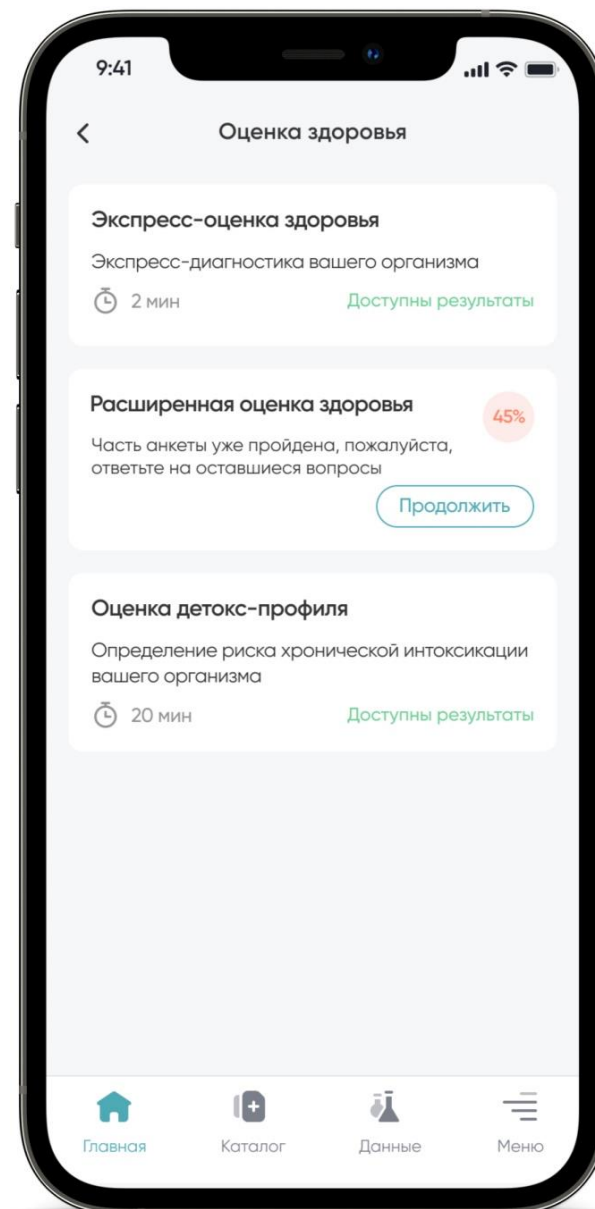 9:41
Оценка здоровья
Экспресс-оценка здоровья
Экспресс-диагностика вашего организма
2 мин
Доступны результаты
Расширенная оценка здоровья
45%
Часть анкеты уже пройдена, пожалуйста,
ответьте на оставшиеся вопросы
Продолжить
Оценка детокс-профиля
Определение риска хронической интоксикации
вашего организма
20 мин
Доступны результаты
Главная
Каталог
Данные
Меню